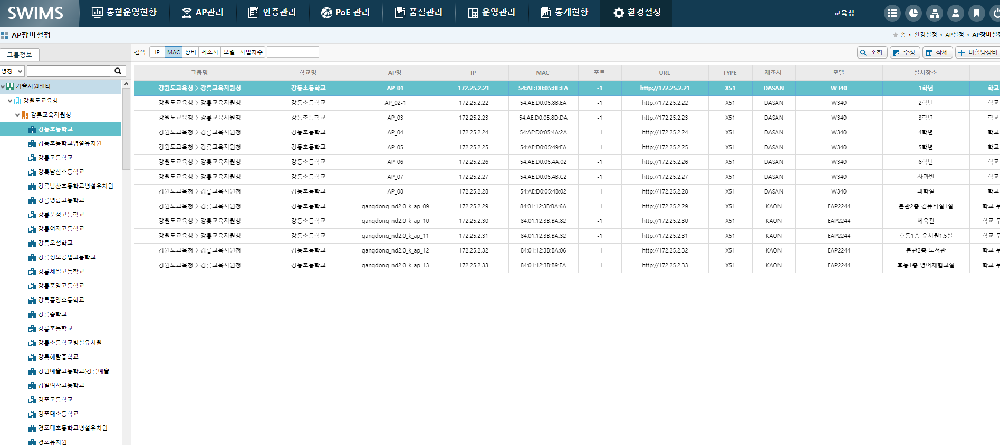 SWIMS 통합운영현황 AP관리 인증관리 PoE 관리 품질관리 운영관리 통계현황 환경설정 교육청
AP장비설정 홈 > 환경설정 > AP설정 > AP장비설정
그룹정보
검색 IP MAC 장비 제조사 모델 사업차수 조회 수정 삭제 미할당장비
명칭
기술지원센터
강원도교육청
강릉교육지원청
강동초등학교
강동초등학교병설유치원
강릉고등학교
강릉남산초등학교
강릉남산초등학교병설유치원
강릉명륜고등학교
강릉문성고등학교
강릉여자고등학교
강릉오성학교
강릉정보공업고등학교
강릉제일고등학교
강릉중앙고등학교
강릉중앙초등학교
강릉중학교
강릉초등학교
강릉초등학교병설유치원
강릉해람중학교
강원예술고등학교(강릉예술...
강일여자고등학교
경포고등학교
경포대초등학교
경포대초등학교병설유치원
경포유치원
그룹명 학교명 AP명 IP MAC 포트 URL TYPE 제조사 모델 설치장소
강원도교육청 > 강릉교육지원청 강동초등학교 AP_01 172.25.2.21 54:AE:D0:05:8F:EA -1 http://172.25.2.21 X51 DASAN W340 1학년 학교
강원도교육청 > 강릉교육지원청 강동초등학교 AP_02-1 172.25.2.22 54:AE:D0:05:8B:EA -1 http://172.25.2.22 X51 DASAN W340 2학년 학교
강원도교육청 > 강릉교육지원청 강동초등학교 AP_03 172.25.2.23 54:AE:D0:05:8D:DA -1 http://172.25.2.23 X51 DASAN W340 3학년 학교
강원도교육청 > 강릉교육지원청 강동초등학교 AP_04 172.25.2.24 54:AE:D0:05:4A:2A -1 http://172.25.2.24 X51 DASAN W340 4학년 학교
강원도교육청 > 강릉교육지원청 강동초등학교 AP_05 172.25.2.25 54:AE:D0:05:49:EA -1 http://172.25.2.25 X51 DASAN W340 5학년 학교
강원도교육청 > 강릉교육지원청 강동초등학교 AP_06 172.25.2.26 54:AE:D0:05:4A:02 -1 http://172.25.2.26 X51 DASAN W340 6학년 학교
강원도교육청 > 강릉교육지원청 강동초등학교 AP_07 172.25.2.27 54:AE:D0:05:4B:C2 -1 http://172.25.2.27 X51 DASAN W340 사과반 학교
강원도교육청 > 강릉교육지원청 강동초등학교 AP_08 172.25.2.28 54:AE:D0:05:4B:02 -1 http://172.25.2.28 X51 DASAN W340 과학실 학교
강원도교육청 > 강릉교육지원청 강동초등학교 gangdong_nd2.0_k_ap_09 172.25.2.29 84:01:12:3B:BA:6A -1 http://172.25.2.29 X51 KAON EAP2244 본관2층 컴퓨터실1실 학교 무
강원도교육청 > 강릉교육지원청 강동초등학교 gangdong_nd2.0_k_ap_10 172.25.2.30 84:01:12:3B:BA:82 -1 http://172.25.2.30 X51 KAON EAP2244 체육관 학교 무
강원도교육청 > 강릉교육지원청 강동초등학교 gangdong_nd2.0_k_ap_11 172.25.2.31 84:01:12:3B:BA:32 -1 http://172.25.2.31 X51 KAON EAP2244 후동1층 유치원1.5실 학교 무
강원도교육청 > 강릉교육지원청 강동초등학교 gangdong_nd2.0_k_ap_12 172.25.2.32 84:01:12:3B:BA:06 -1 http://172.25.2.32 X51 KAON EAP2244 본관2층 도서관 학교 무
강원도교육청 > 강릉교육지원청 강동초등학교 gangdong_nd2.0_k_ap_13 172.25.2.33 84:01:12:3B:B9:EA -1 http://172.25.2.33 X51 KAON EAP2244 후동1층 영어체험교실 학교 무